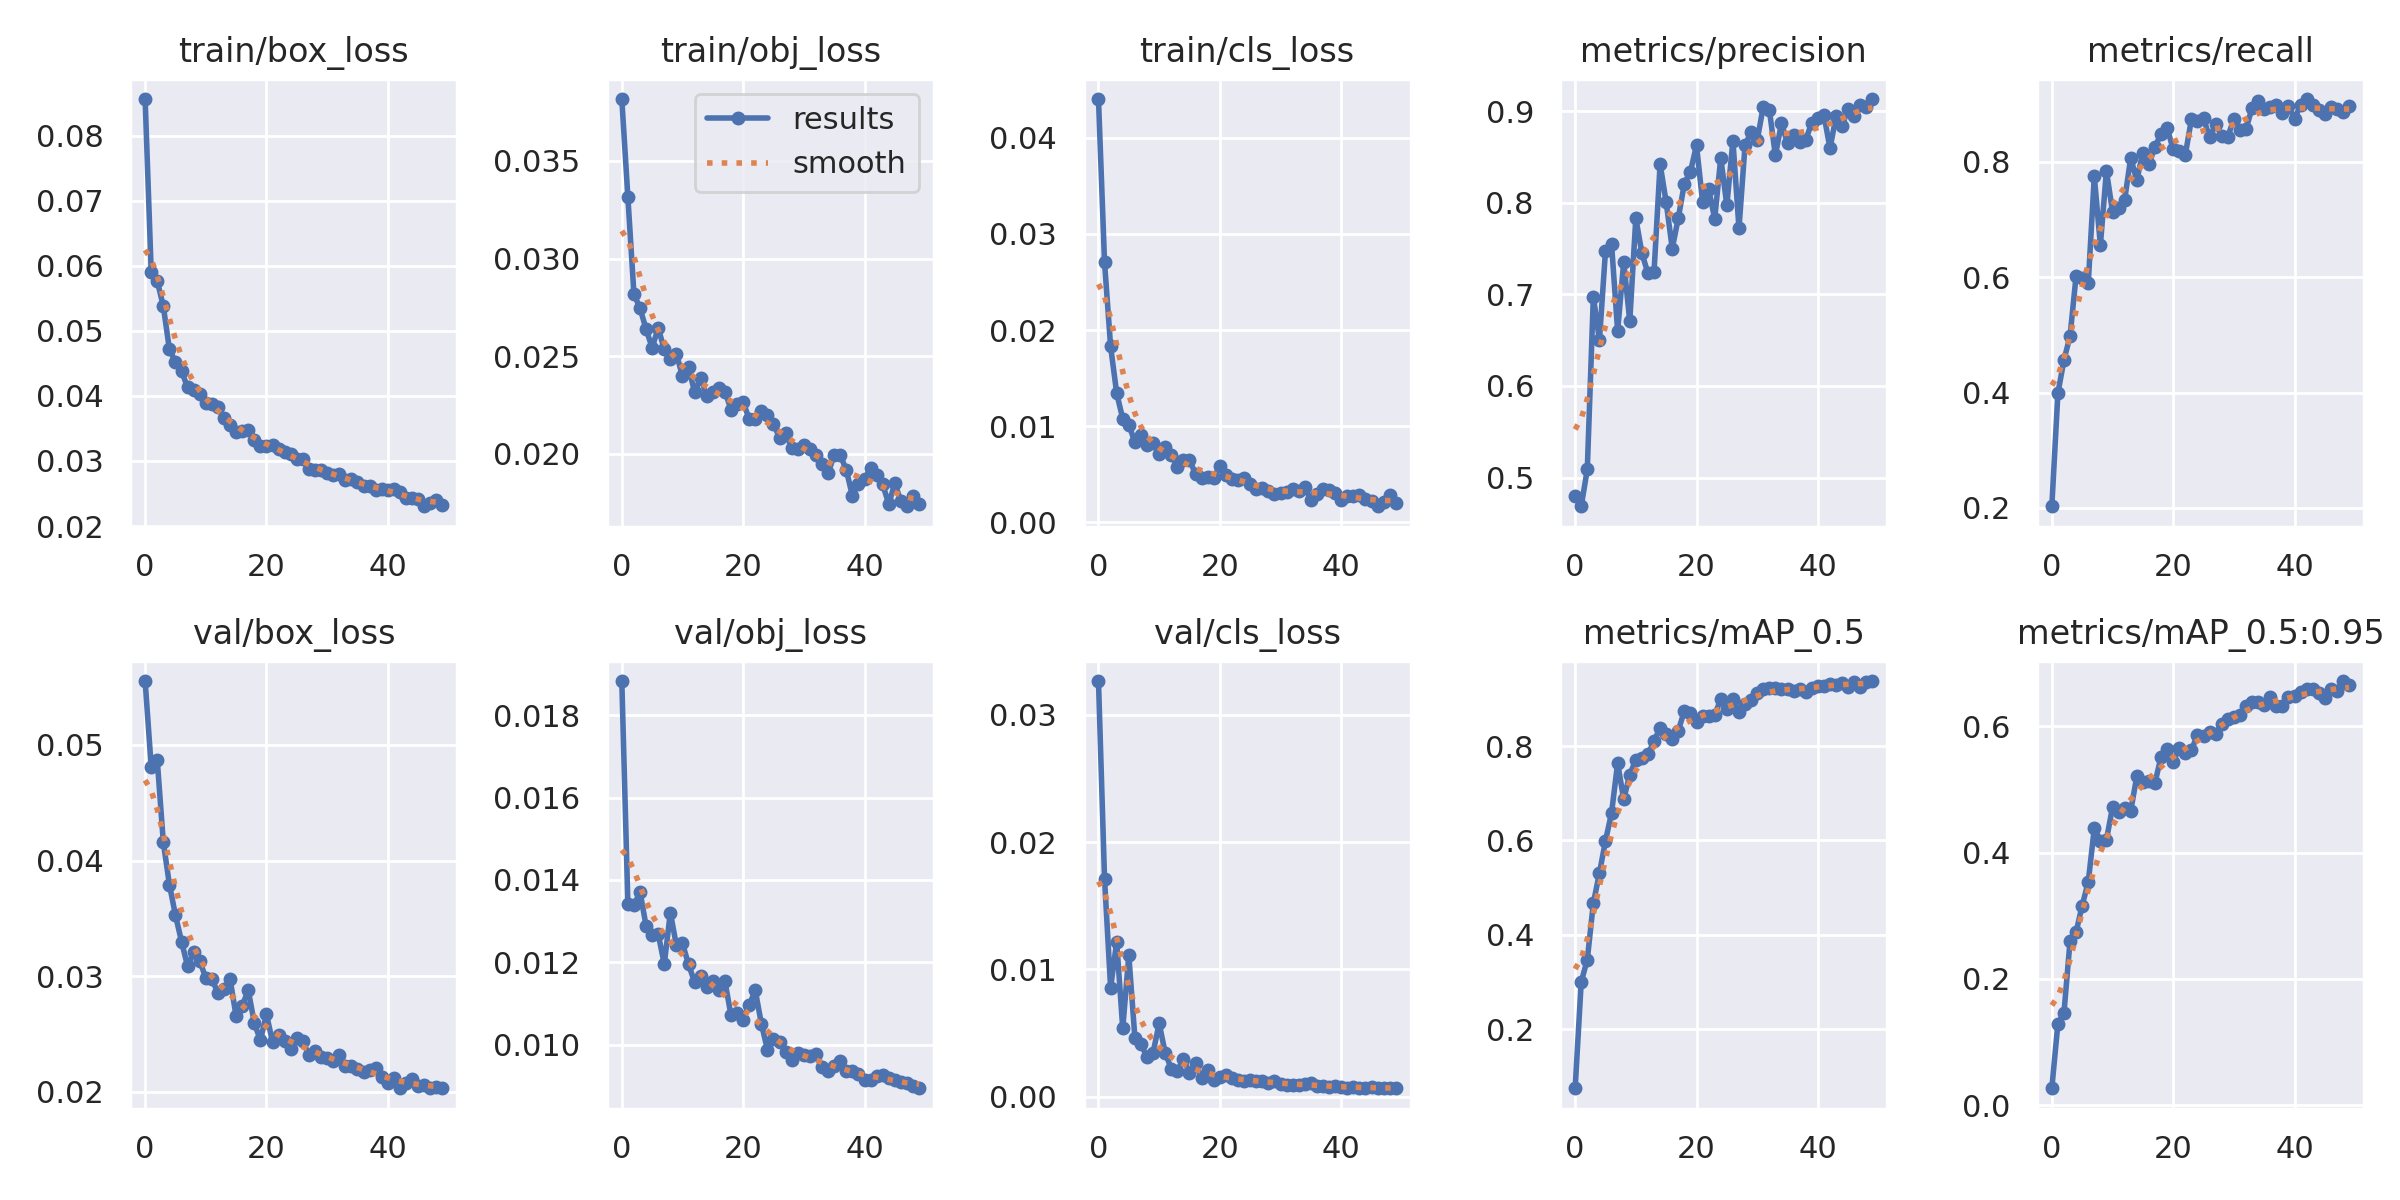 train/box_loss
train/obj_loss
train/cls_loss
metrics/precision
metrics/recall
0.08
0.07
0.06
0.05
0.04
0.03
0.02
0 20 40
results
smooth
0.035
0.030
0.025
0.020
0 20 40
0.04
0.03
0.02
0.01
0.00
0 20 40
0.9
0.8
0.7
0.6
0.5
0 20 40
0.8
0.6
0.4
0.2
0 20 40
val/box_loss
val/obj_loss
val/cls_loss
metrics/mAP_0.5
metrics/mAP_0.5:0.95
0.05
0.04
0.03
0.02
0 20 40
0.018
0.016
0.014
0.012
0.010
0 20 40
0.03
0.02
0.01
0.00
0 20 40
0.8
0.6
0.4
0.2
0 20 40
0.6
0.4
0.2
0.0
0 20 40